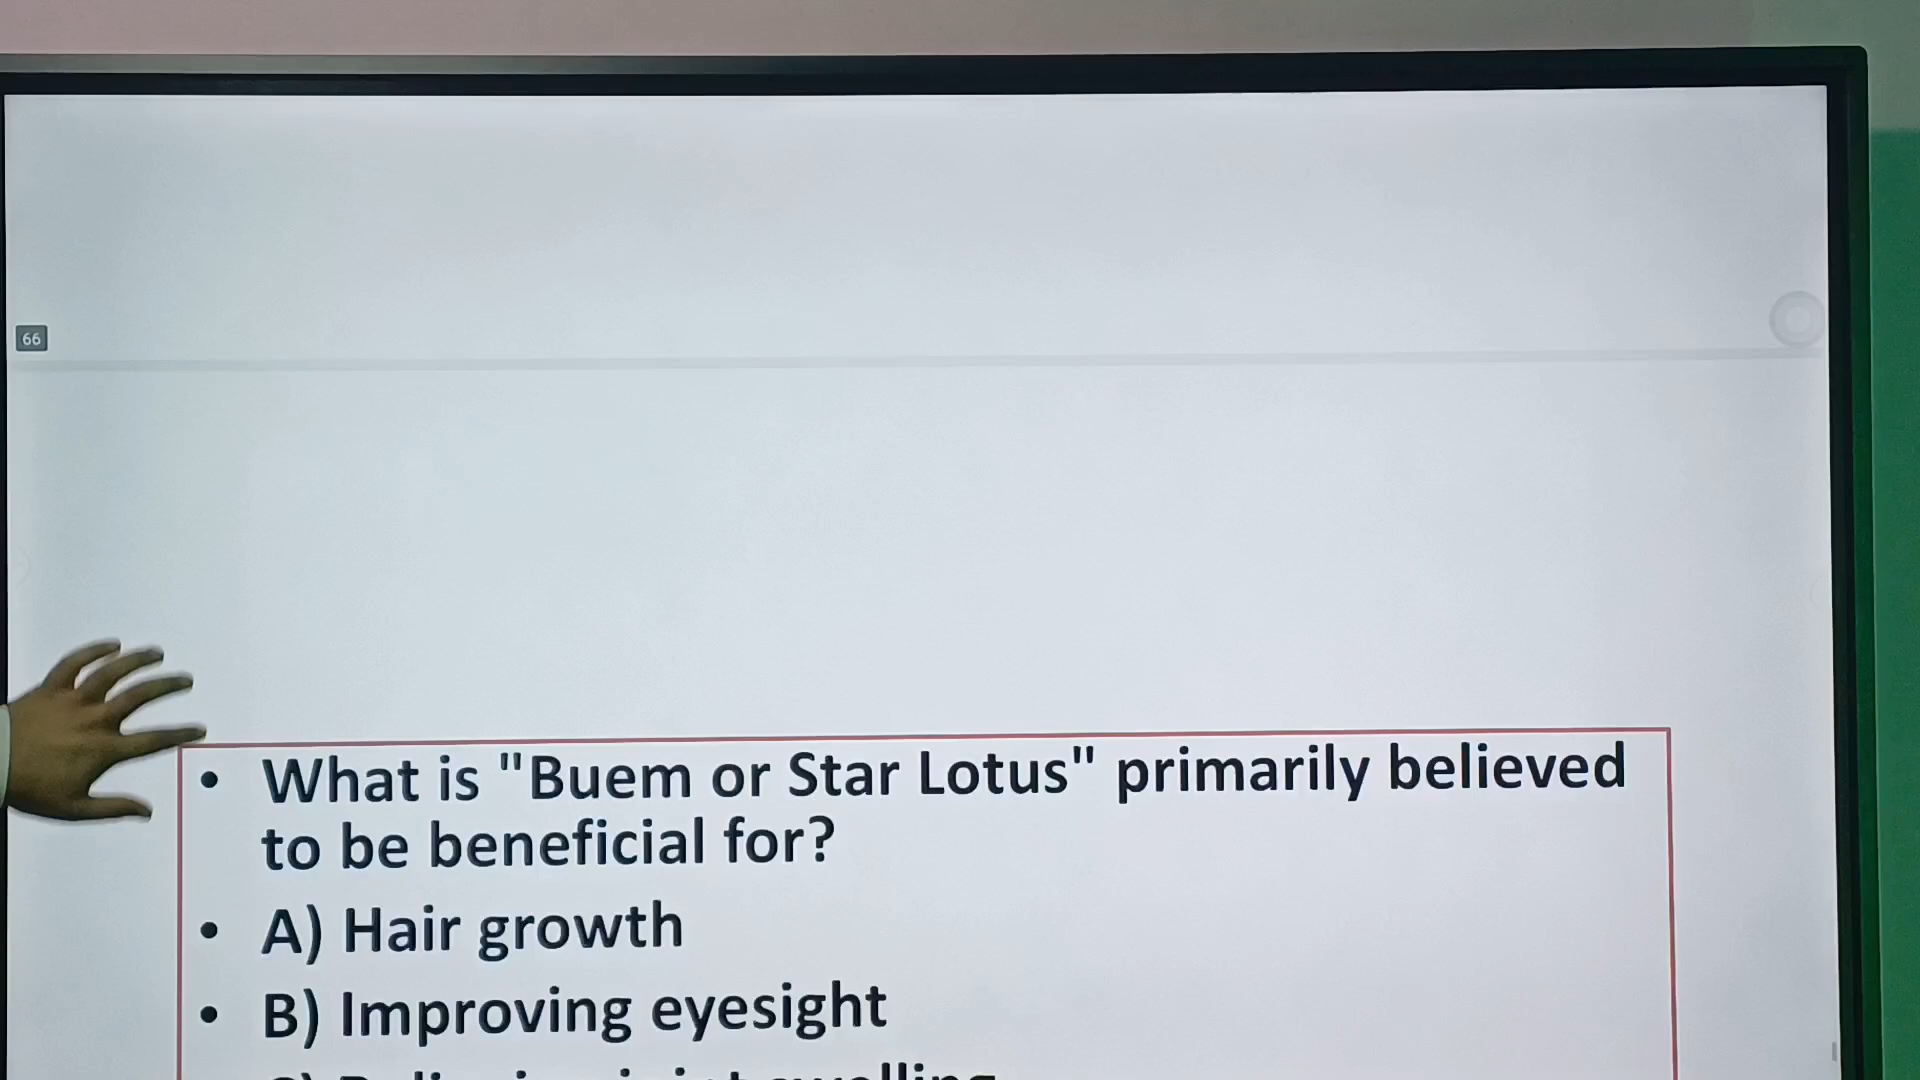 66
• What is "Buem or Star Lotus" primarily believed
to be beneficial for?
• A) Hair growth
• B) Improving eyesight